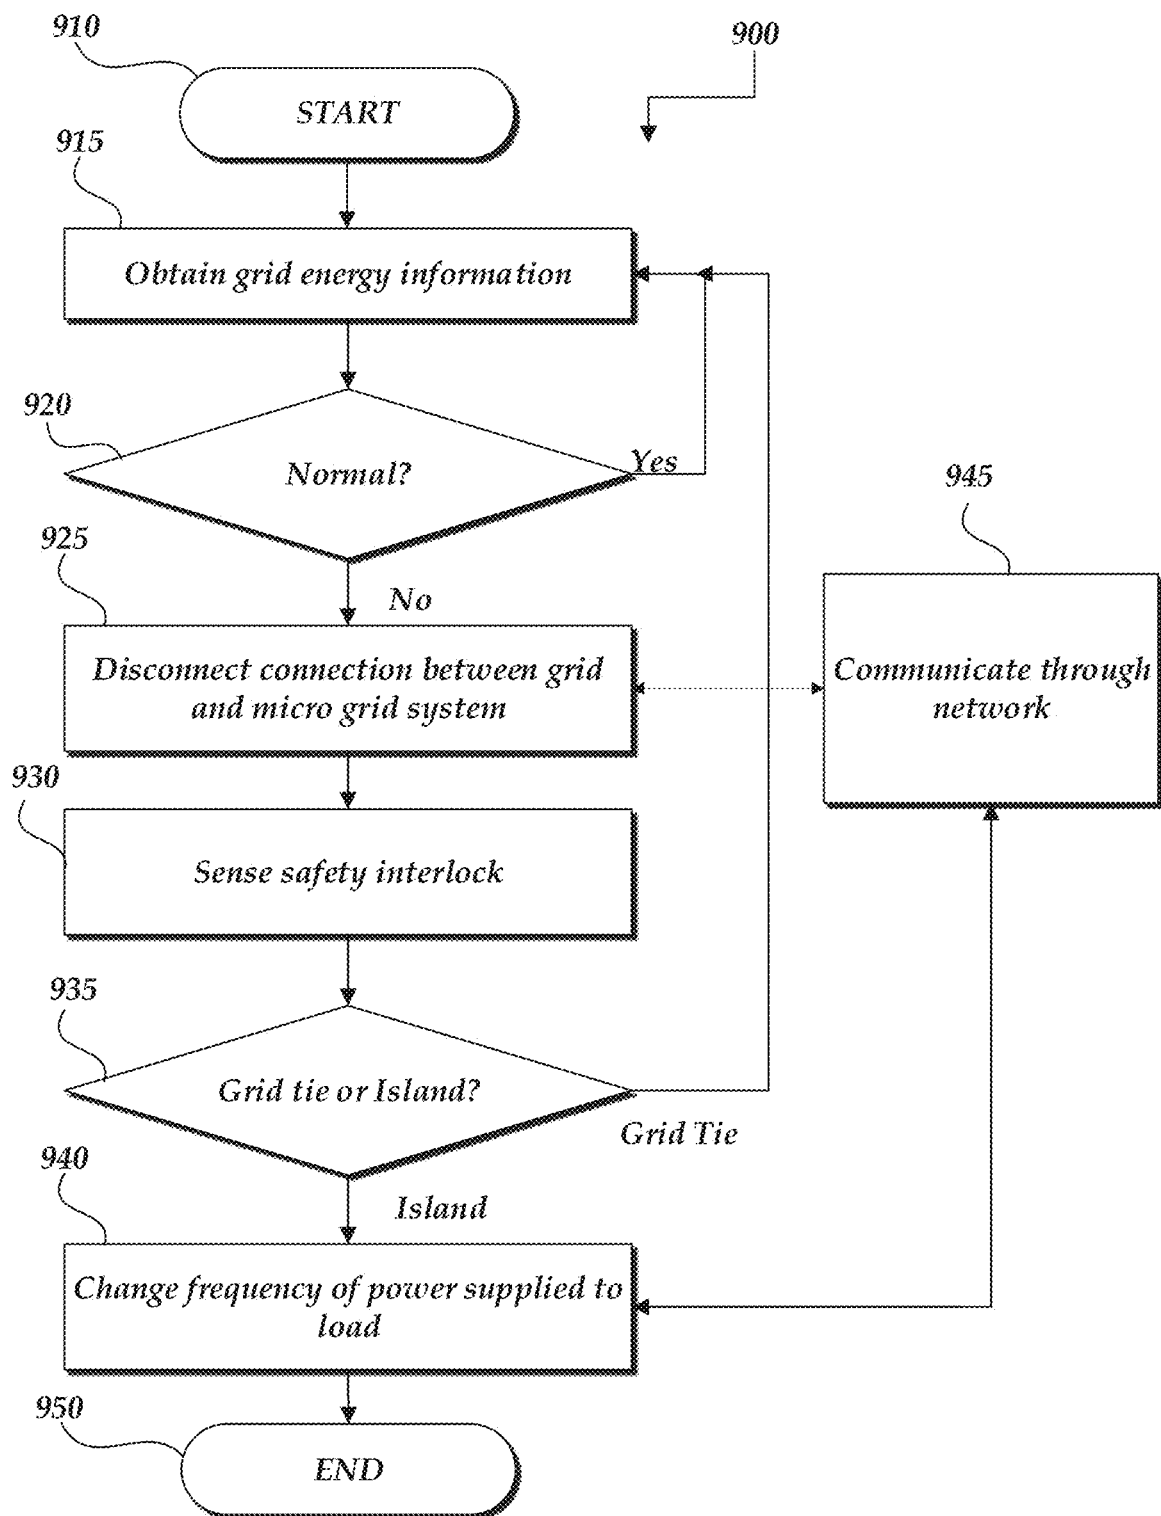 910
900
START
915
Obtain grid energy information
920
Normal?
Yes
945
925
No
Disconnect connection between grid
and micro grid system
Communicate through
network
930
Sense safety interlock
935
Grid tie or Island?
Grid Tie
940
Island
Change frequency of power supplied to
load
950
END